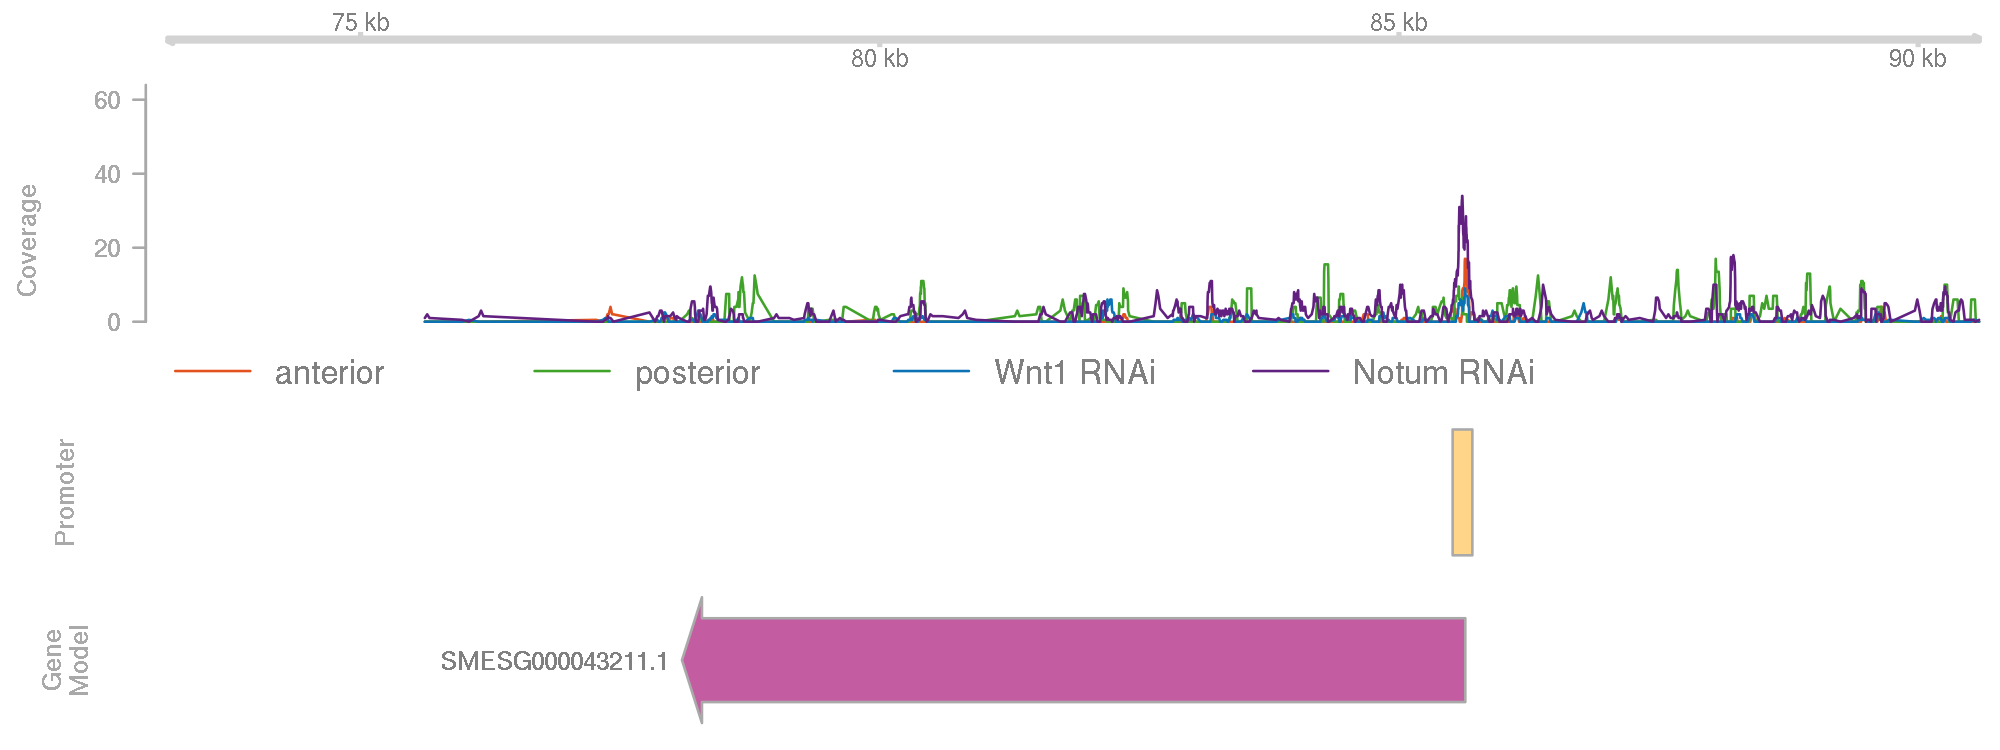 75 kb
85 kb
80 kb
90 kb
60
40
20
0
Coverage
anterior
posterior
Wnt1 RNAi
Notum RNAi
Promoter
Gene
Model
SMESG000043211.1